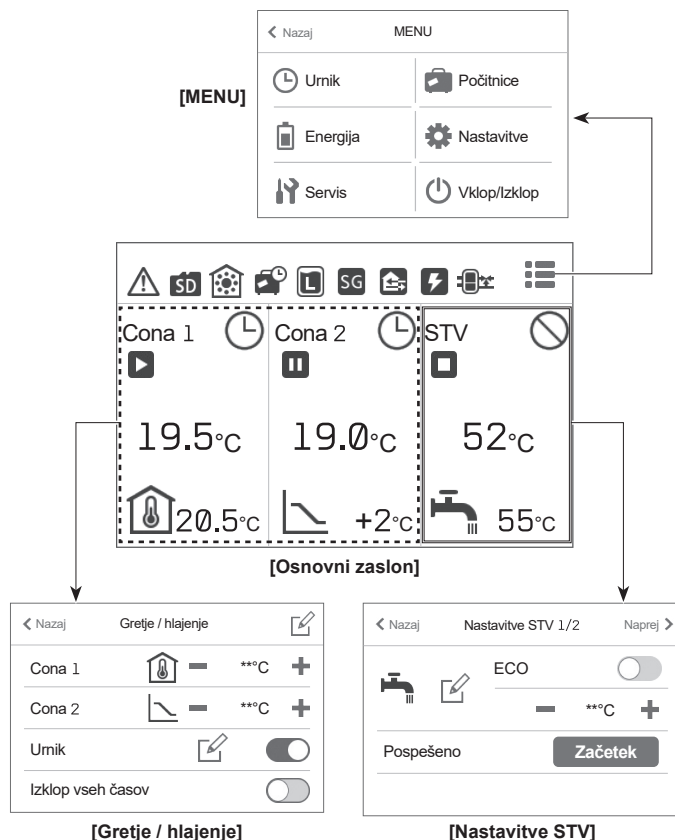 Nazaj MENU
[MENU]
Urnik Počitnice
Energija Nastavitve
Servis Vklop/Izklop
SD L SG
Cona 1 Cona 2 STV
19.5°C 19.0°C 52°C
20.5°C +2°C 55°C
[Osnovni zaslon]
Nazaj Gretje / hlajenje
Cona 1 **°C
Cona 2 **°C
Urnik
Izklop vseh časov
[Gretje / hlajenje]
Nazaj Nastavitve STV 1/2 Naprej
ECO
**°C
Pospešeno Začetek
[Nastavitve STV]